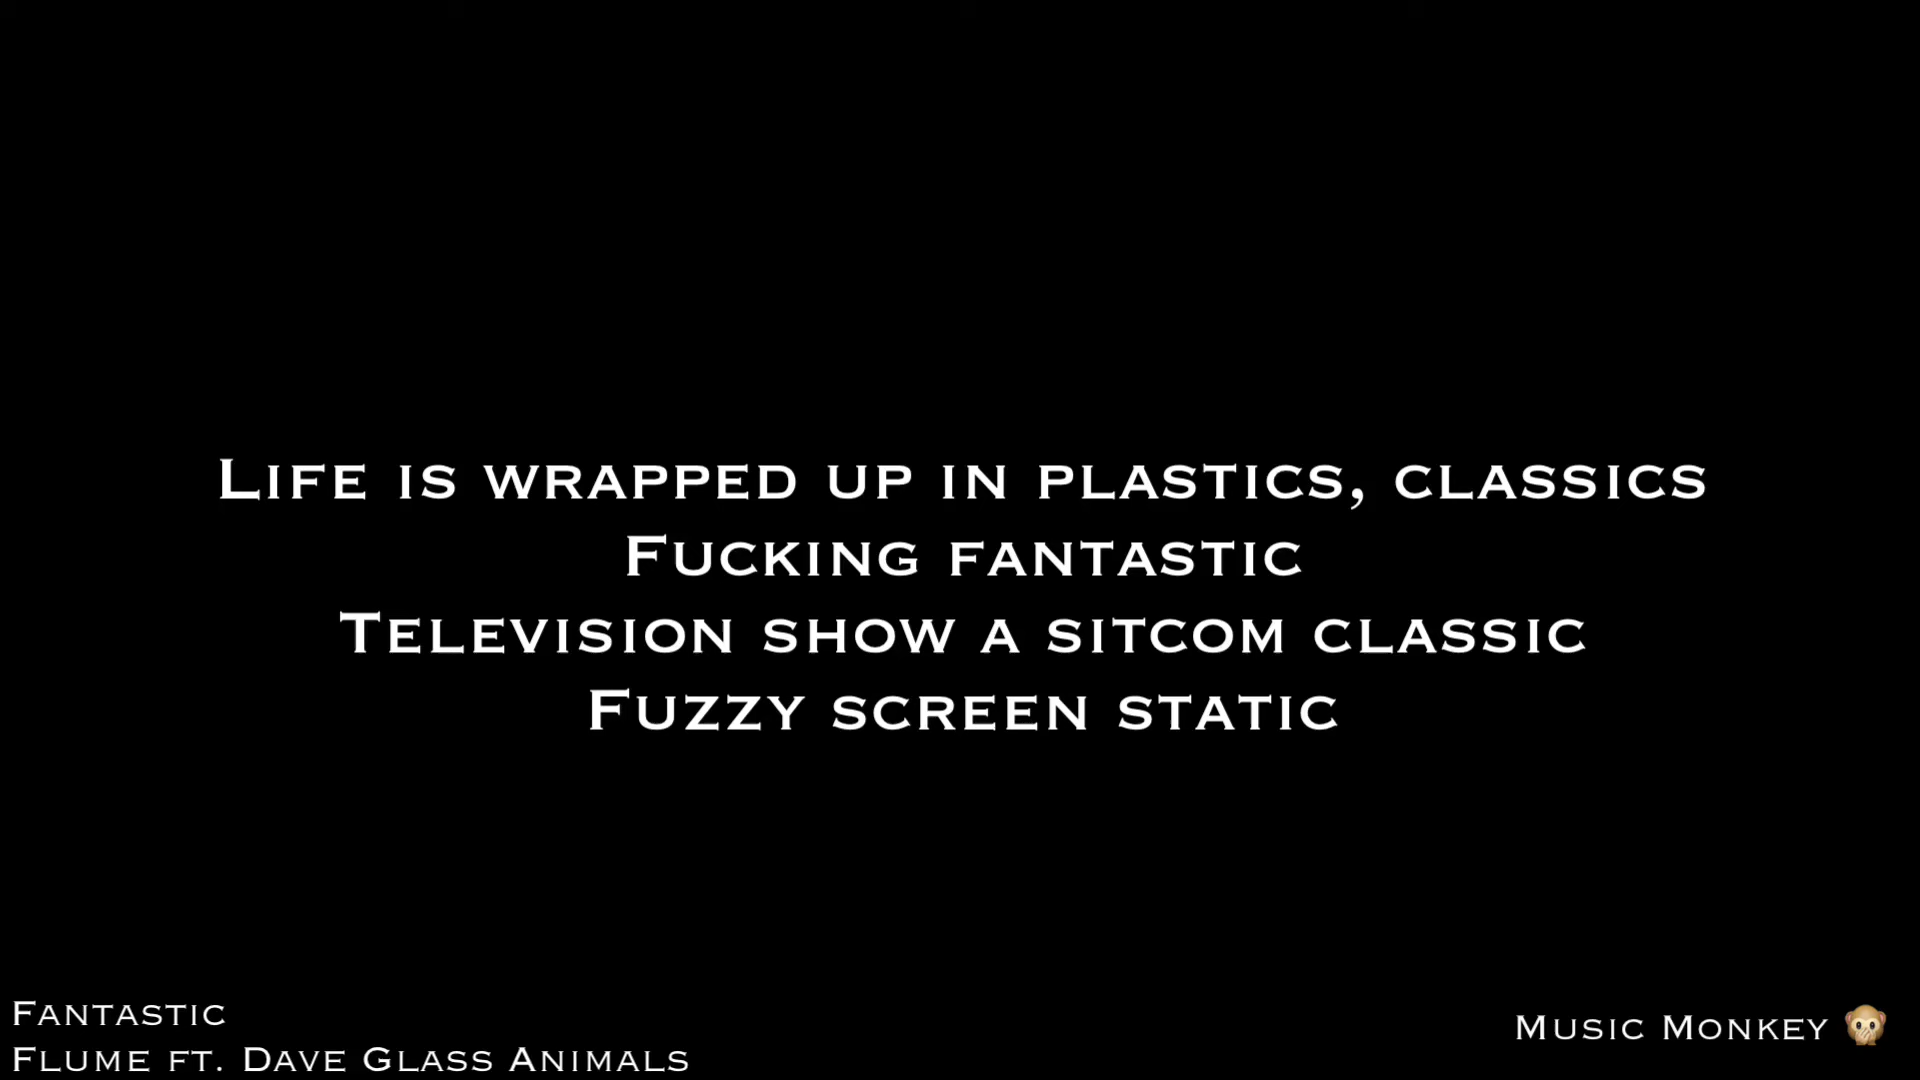 Life is wrapped up in plastics, classics
Fucking fantastic
Television show a sitcom classic
Fuzzy screen static
Fantastic
Flume ft. Dave Glass Animals
Music Monkey 🙊